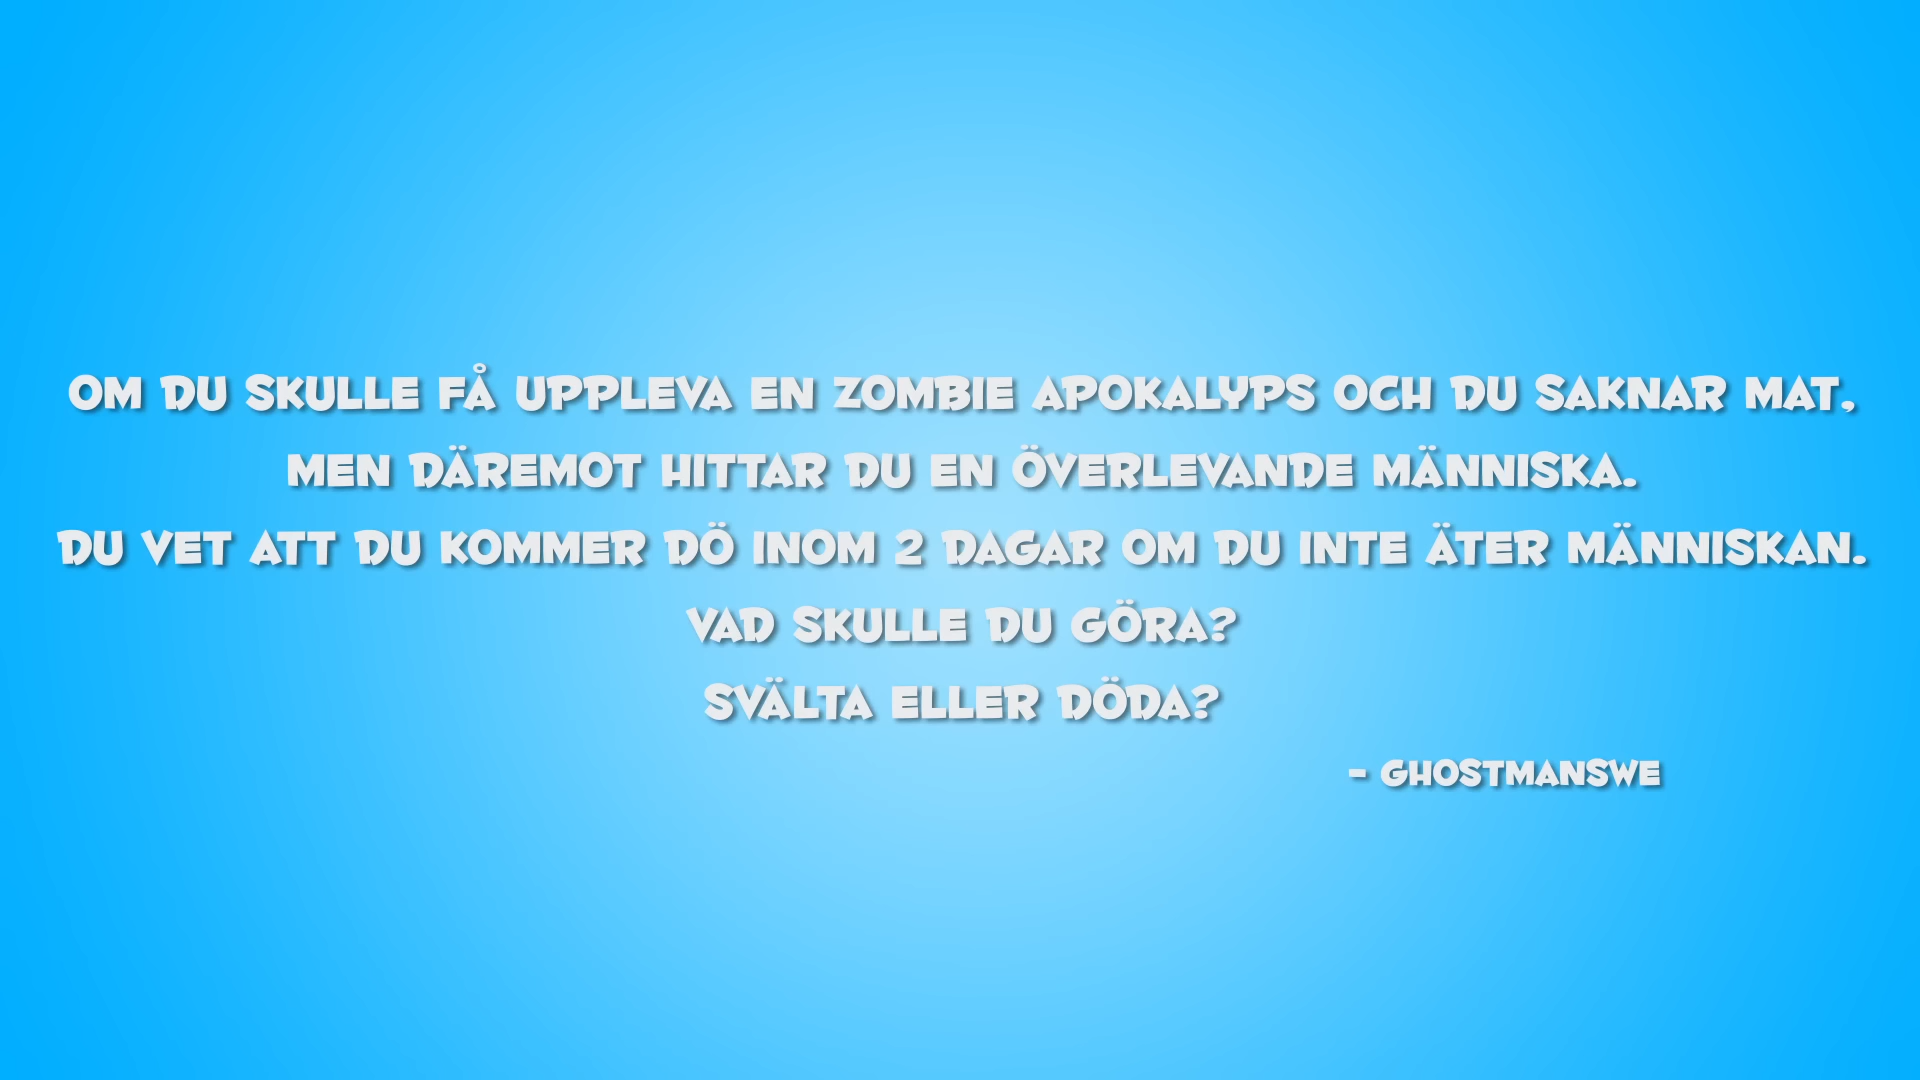 OM DU SKULLE FÅ UPPLEVA EN ZOMBIE APOKALYPS OCH DU SAKNAR MAT,
MEN DÄREMOT HITTAR DU EN ÖVERLEVANDE MÄNNISKA.
DU VET ATT DU KOMMER DÖ INOM 2 DAGAR OM DU INTE ÄTER MÄNNISKAN.
VAD SKULLE DU GÖRA?
SVÄLTA ELLER DÖDA?
- GHOSTMANSWE